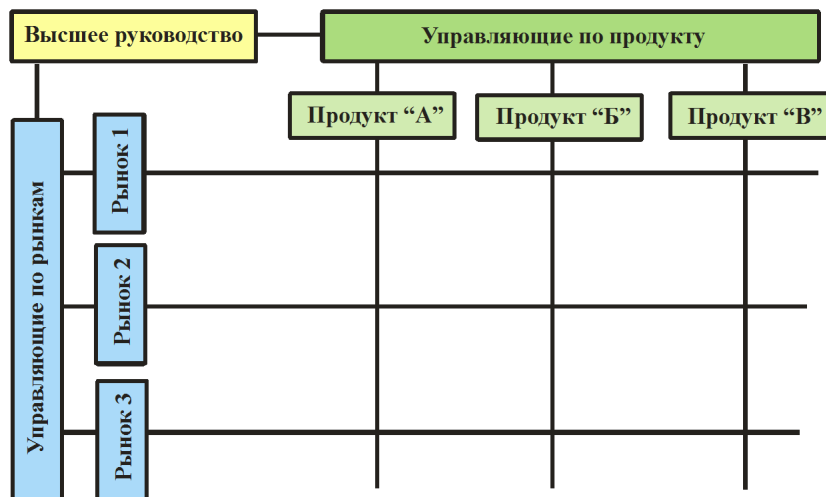 Высшее руководство
Управляющие по продукту
Продукт “А”
Продукт “Б”
Продукт “В”
Управляющие по рынкам
Рынок 1
Рынок 2
Рынок 3